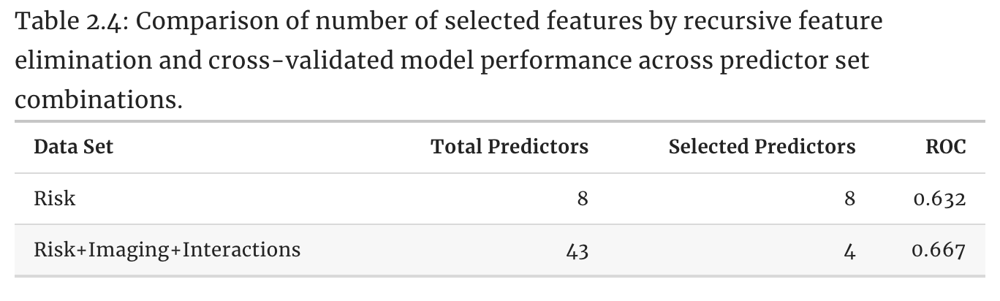 Table 2.4: Comparison of number of selected features by recursive feature
elimination and cross-validated model performance across predictor set
combinations.
Data Set Total Predictors Selected Predictors ROC
Risk 8 8 0.632
Risk+Imaging+Interactions 43 4 0.667